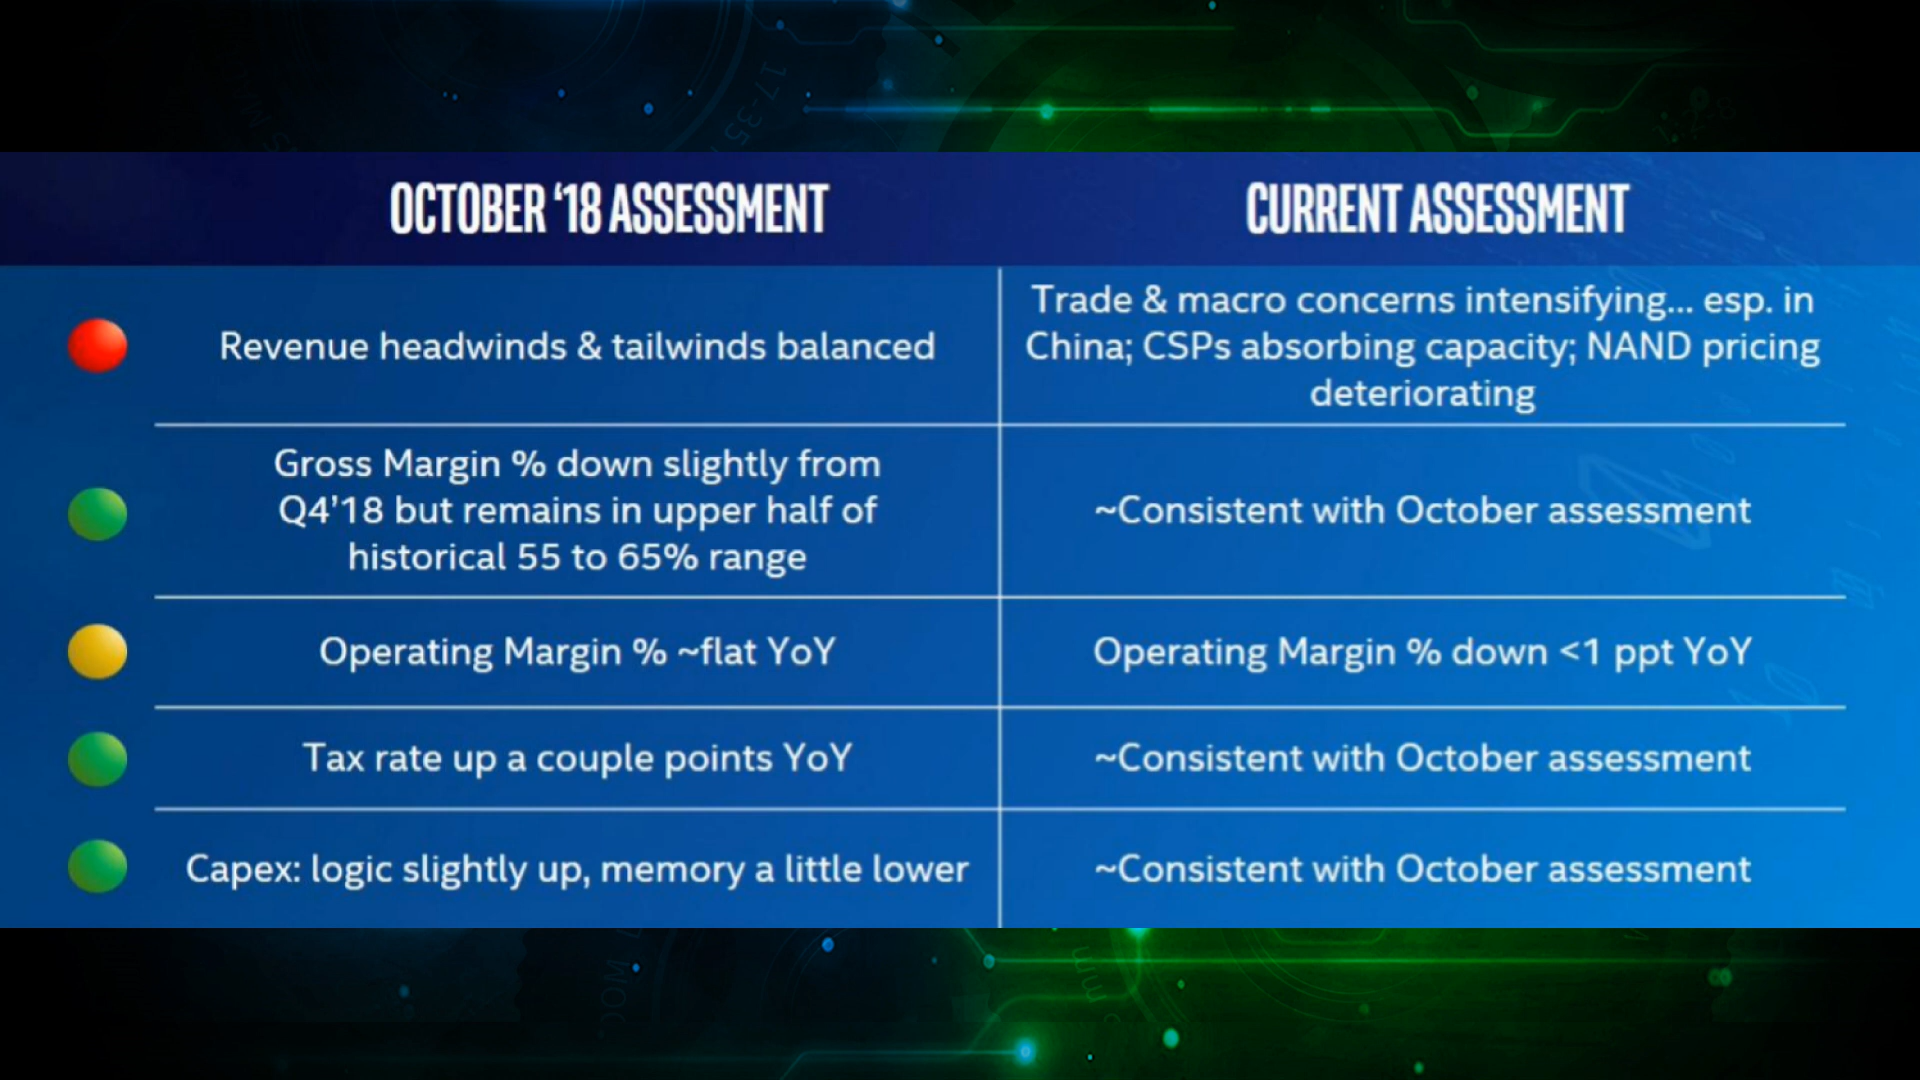 OCTOBER ‘18 ASSESSMENT
CURRENT ASSESSMENT
Revenue headwinds & tailwinds balanced
Trade & macro concerns intensifying... esp. in
China; CSPs absorbing capacity; NAND pricing
deteriorating
Gross Margin % down slightly from
Q4’18 but remains in upper half of
historical 55 to 65% range
~Consistent with October assessment
Operating Margin % ~flat YoY
Operating Margin % down <1 ppt YoY
Tax rate up a couple points YoY
~Consistent with October assessment
Capex: logic slightly up, memory a little lower
~Consistent with October assessment